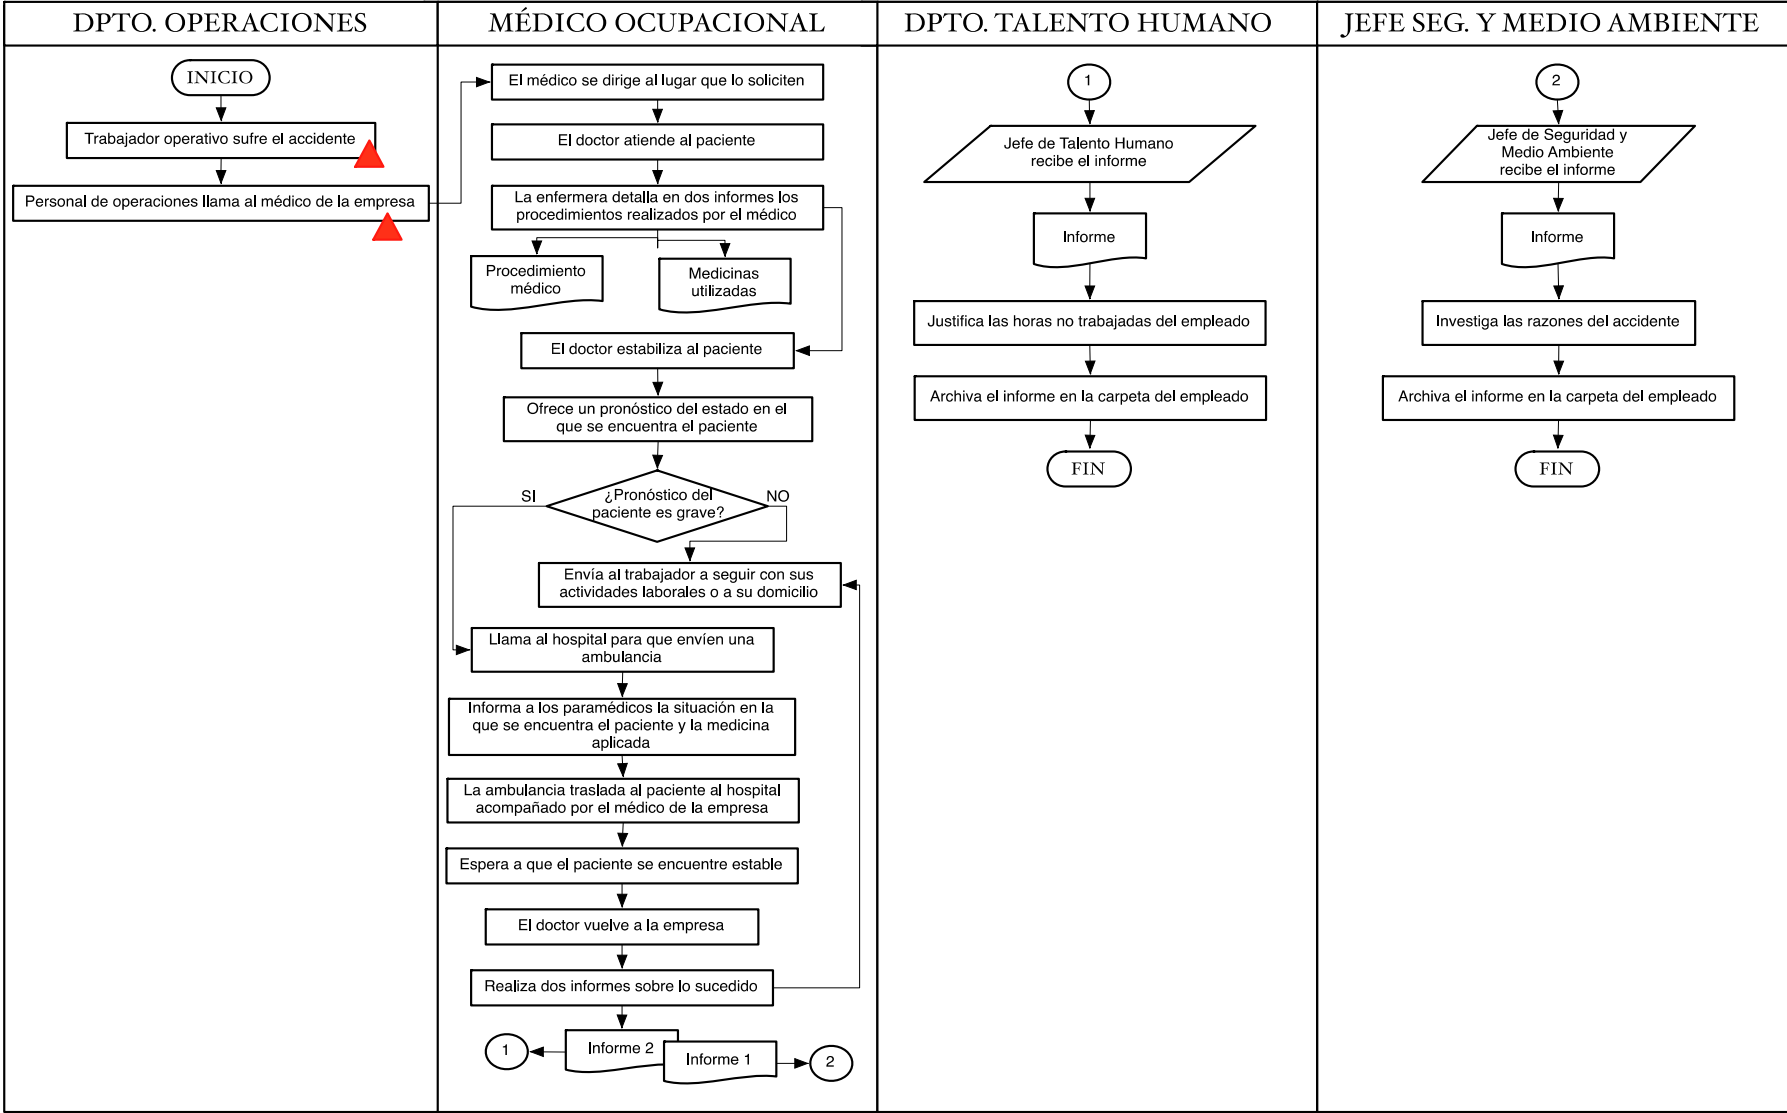 DPTO. OPERACIONES
MÉDICO OCUPACIONAL
DPTO. TALENTO HUMANO
JEFE SEG. Y MEDIO AMBIENTE
INICIO
Trabajador operativo sufre el accidente
Personal de operaciones llama al médico de la empresa
El médico se dirige al lugar que lo soliciten
El doctor atiende al paciente
La enfermera detalla en dos informes los
procedimientos realizados por el médico
Procedimiento
médico
Medicinas
utilizadas
El doctor estabiliza al paciente
Ofrece un pronóstico del estado en el
que se encuentra el paciente
SI
¿Pronóstico del
paciente es grave?
NO
Envía al trabajador a seguir con sus
actividades laborales o a su domicilio
Llama al hospital para que envíen una
ambulancia
Informa a los paramédicos la situación en la
que se encuentra el paciente y la medicina
aplicada
La ambulancia traslada al paciente al hospital
acompañado por el médico de la empresa
Espera a que el paciente se encuentre estable
El doctor vuelve a la empresa
Realiza dos informes sobre lo sucedido
1
Informe 2
Informe 1
2
1
Jefe de Talento Humano
recibe el informe
Informe
Justifica las horas no trabajadas del empleado
Archiva el informe en la carpeta del empleado
FIN
2
Jefe de Seguridad y
Medio Ambiente
recibe el informe
Informe
Investiga las razones del accidente
Archiva el informe en la carpeta del empleado
FIN